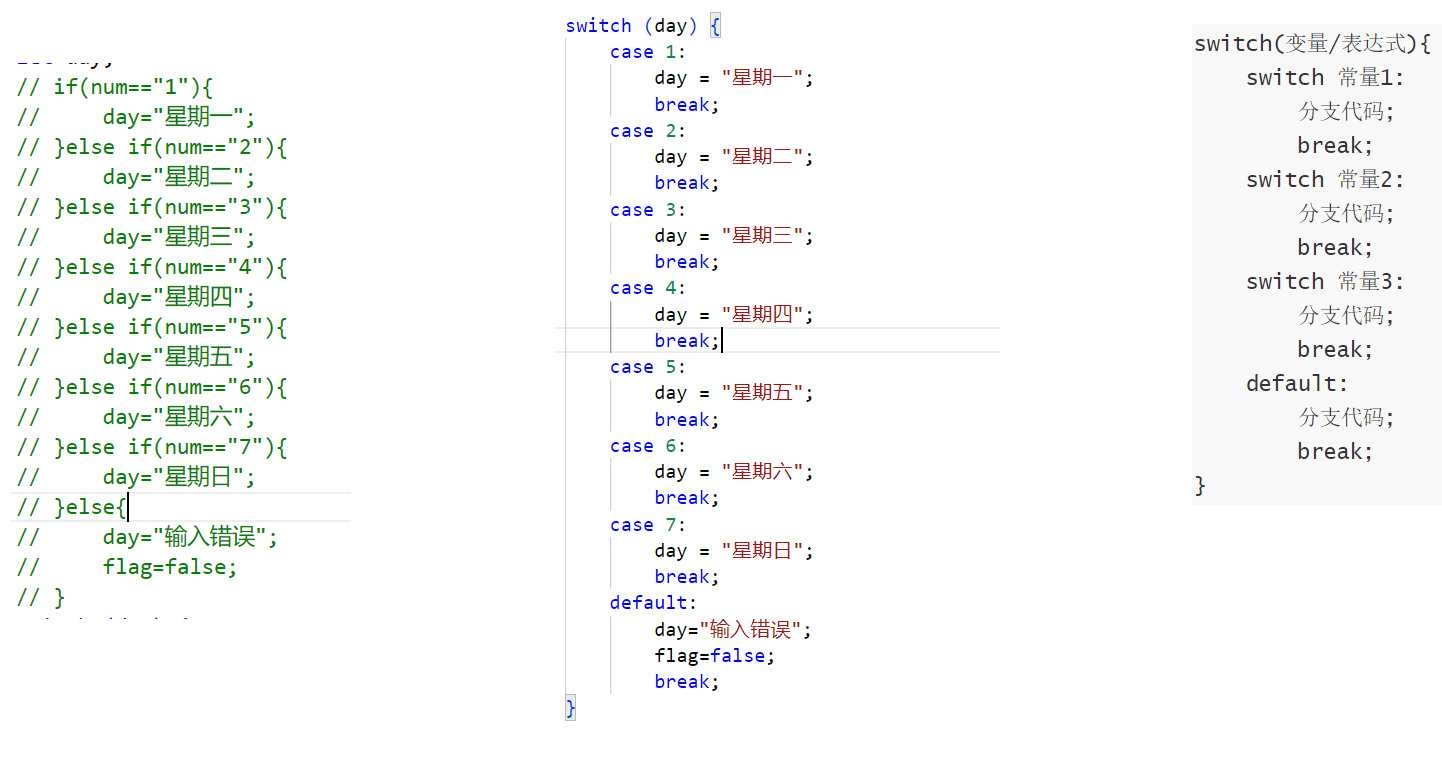 // if(num=="1"){
//     day="星期一";
// }else if(num=="2"){
//     day="星期二";
// }else if(num=="3"){
//     day="星期三";
// }else if(num=="4"){
//     day="星期四";
// }else if(num=="5"){
//     day="星期五";
// }else if(num=="6"){
//     day="星期六";
// }else if(num=="7"){
//     day="星期日";
// }else{
//     day="输入错误";
//     flag=false;
// }
switch (day) {
    case 1:
        day = "星期一";
        break;
    case 2:
        day = "星期二";
        break;
    case 3:
        day = "星期三";
        break;
    case 4:
        day = "星期四";
        break;
    case 5:
        day = "星期五";
        break;
    case 6:
        day = "星期六";
        break;
    case 7:
        day = "星期日";
        break;
    default:
        day="输入错误";
        flag=false;
        break;
}
switch(变量/表达式){
    switch 常量1:
        分支代码;
        break;
    switch 常量2:
        分支代码;
        break;
    switch 常量3:
        分支代码;
        break;
    default:
        分支代码;
        break;
}